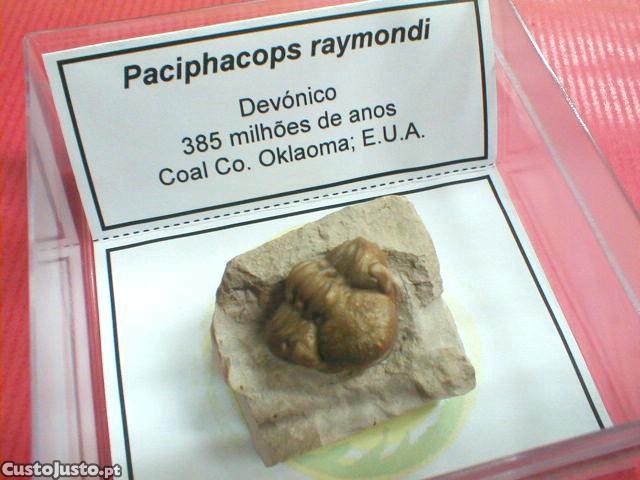 Paciphacops raymondi
Devónico
385 milhões de anos
Coal Co. Oklaoma; E.U.A.
CustoJusto.pt